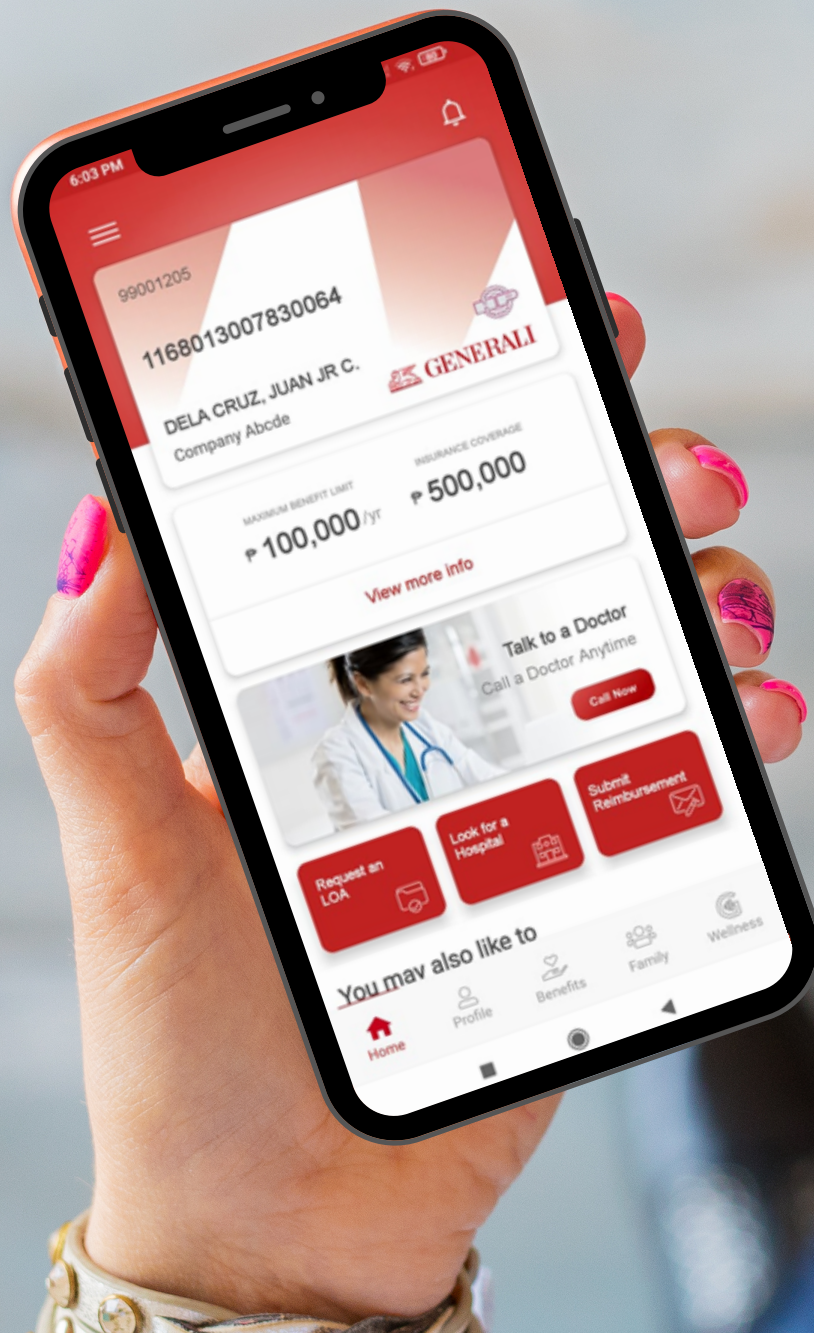 6:03 PM
99001205
1168013007830064
DELA CRUZ, JUAN JR C.
Company Abcde
GENERALI
MAXIMUM BENEFIT LIMIT
₱ 100,000/yr
INSURANCE COVERAGE
₱ 500,000
View more info
Talk to a Doctor
Call a Doctor Anytime
Call Now
Request an
LOA
Look for a
Hospital
Submit
Reimbursement
You may also like to
Home
Profile
Benefits
Family
Wellness